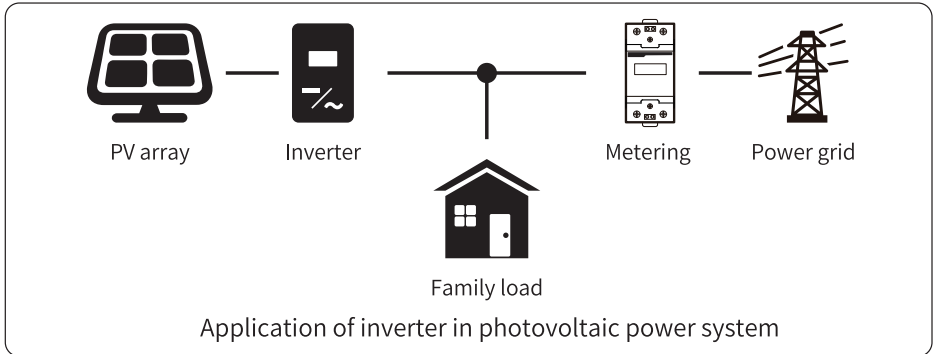 PV array
Inverter
Metering
Power grid
Family load
Application of inverter in photovoltaic power system